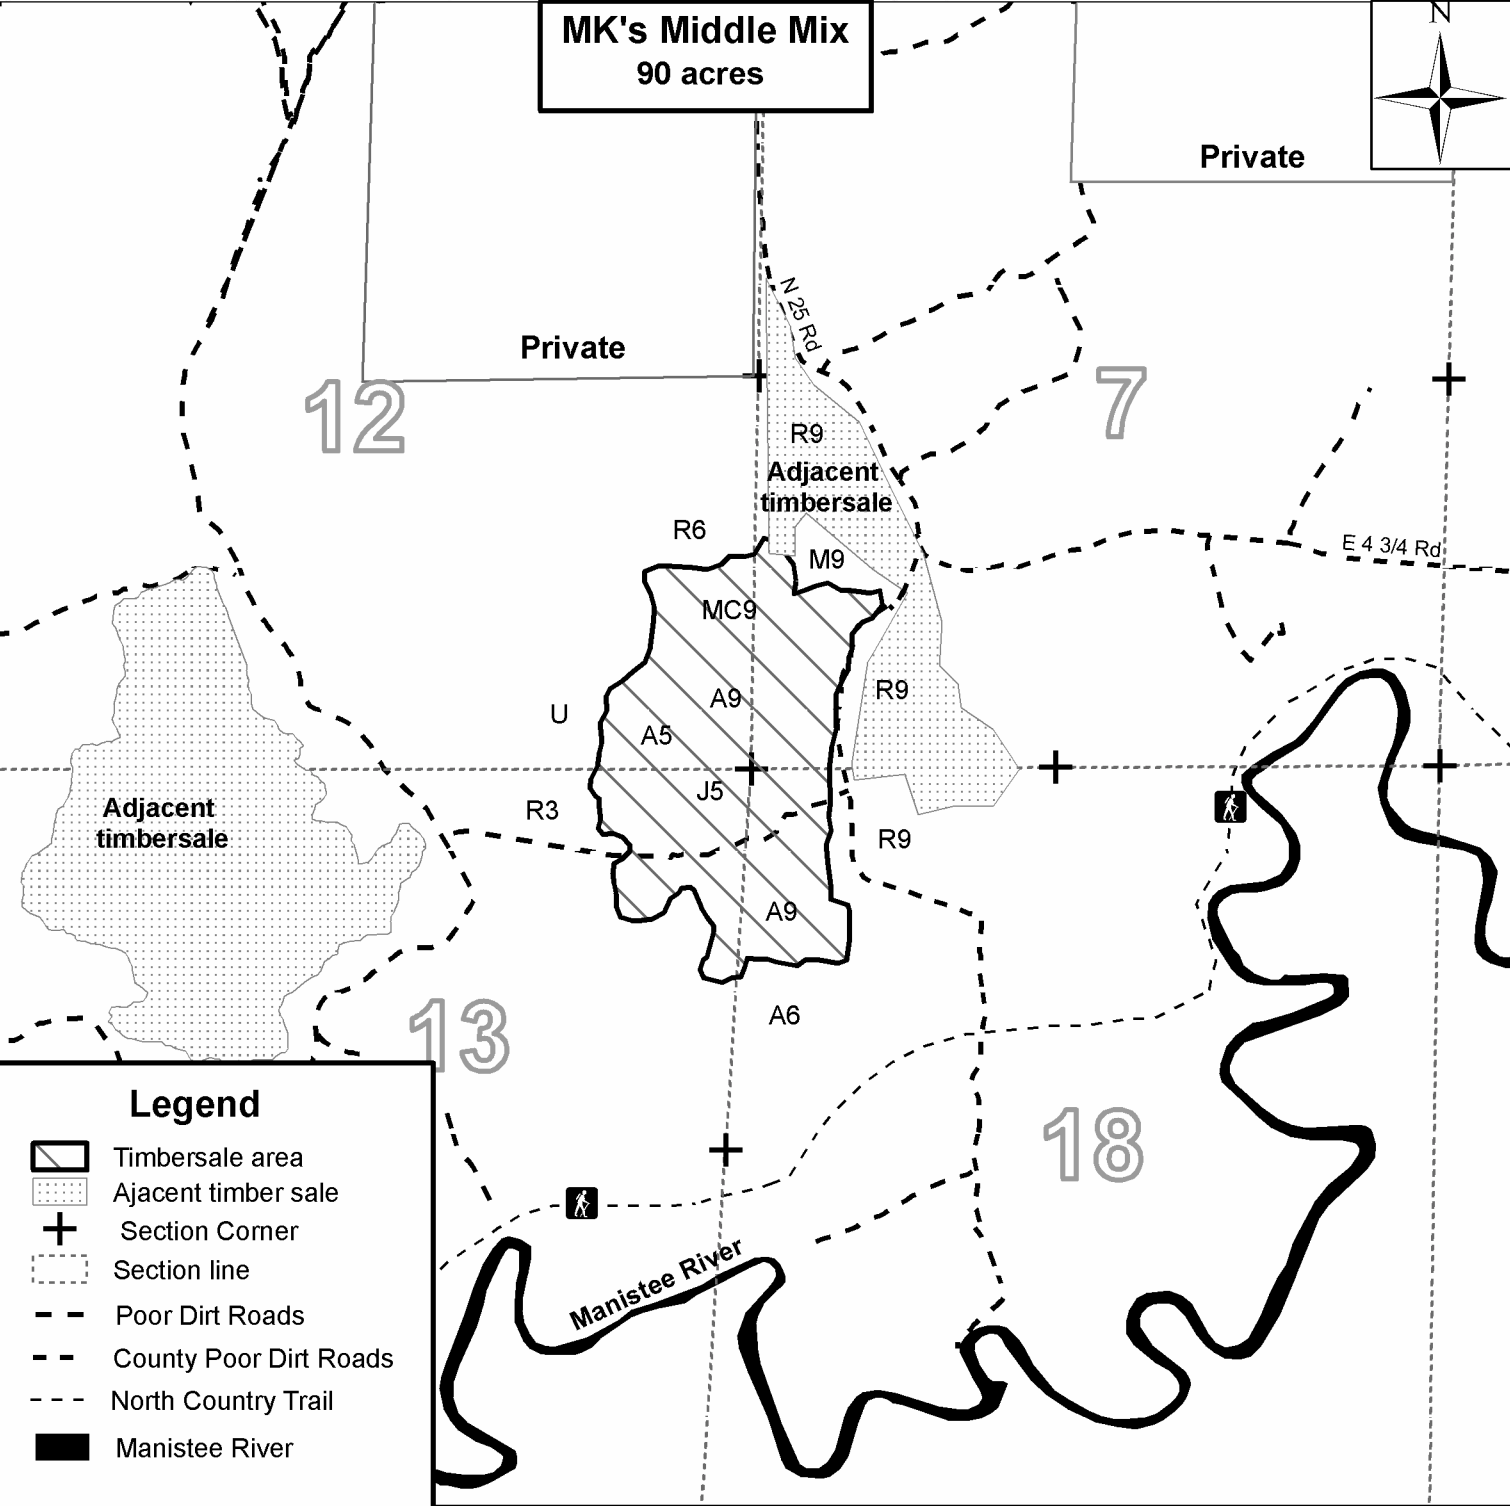 MK's Middle Mix
90 acres
N
Private
N 25 Rd
Private
12
7
R9
Adjacent
timbersale
R6
M9
E 4 3/4 Rd
MC9
R9
A9
U
A5
J5
R3
Adjacent
timbersale
R9
A9
A6
13
18
Manistee River
Legend
Timbersale area
Ajacent timber sale
Section Corner
Section line
Poor Dirt Roads
County Poor Dirt Roads
North Country Trail
Manistee River